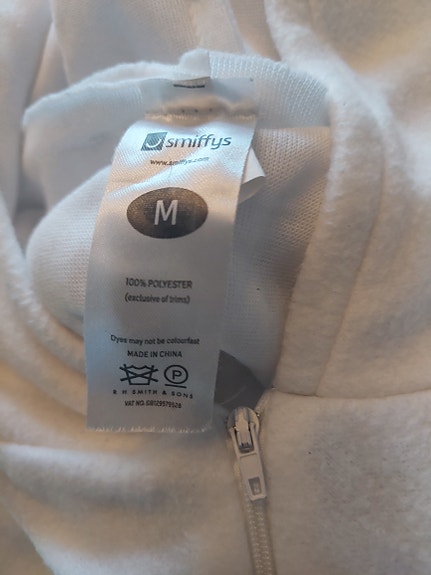 smiffys
www.smiffys.com
M
100% POLYESTER
(exclusive of trims)
Dyes may not be colourfast
MADE IN CHINA
P
R H SMITH & SONS
VAT NO. GB129570528